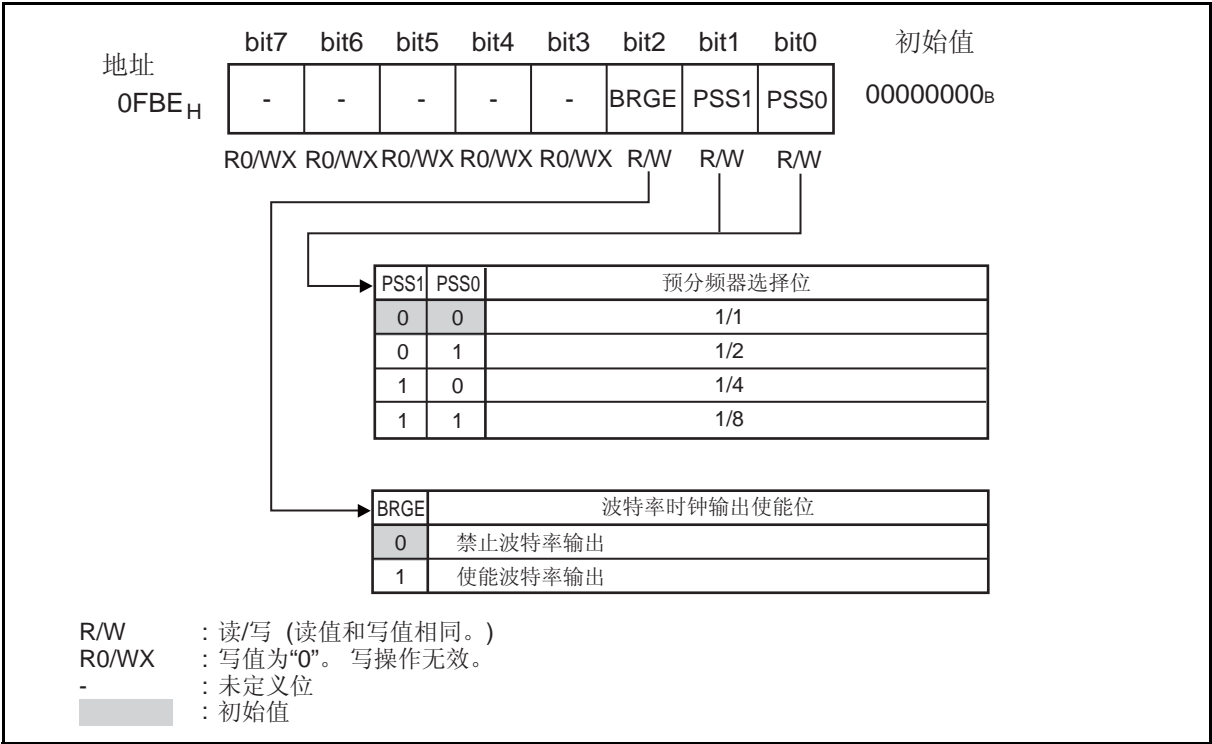 bit7 bit6 bit5 bit4 bit3 bit2 bit1 bit0 初始值
地址
0FBEH - - - - - BRGE PSS1 PSS0 00000000B
R0/WX R0/WX R0/WX R0/WX R0/WX R/W R/W R/W
PSS1 PSS0 预分频器选择位
0 0 1/1
0 1 1/2
1 0 1/4
1 1 1/8
BRGE 波特率时钟输出使能位
0 禁止波特率输出
1 使能波特率输出
R/W : 读/写 (读值和写值相同。)
R0/WX : 写值为“0”。 写操作无效。
- : 未定义位
: 初始值